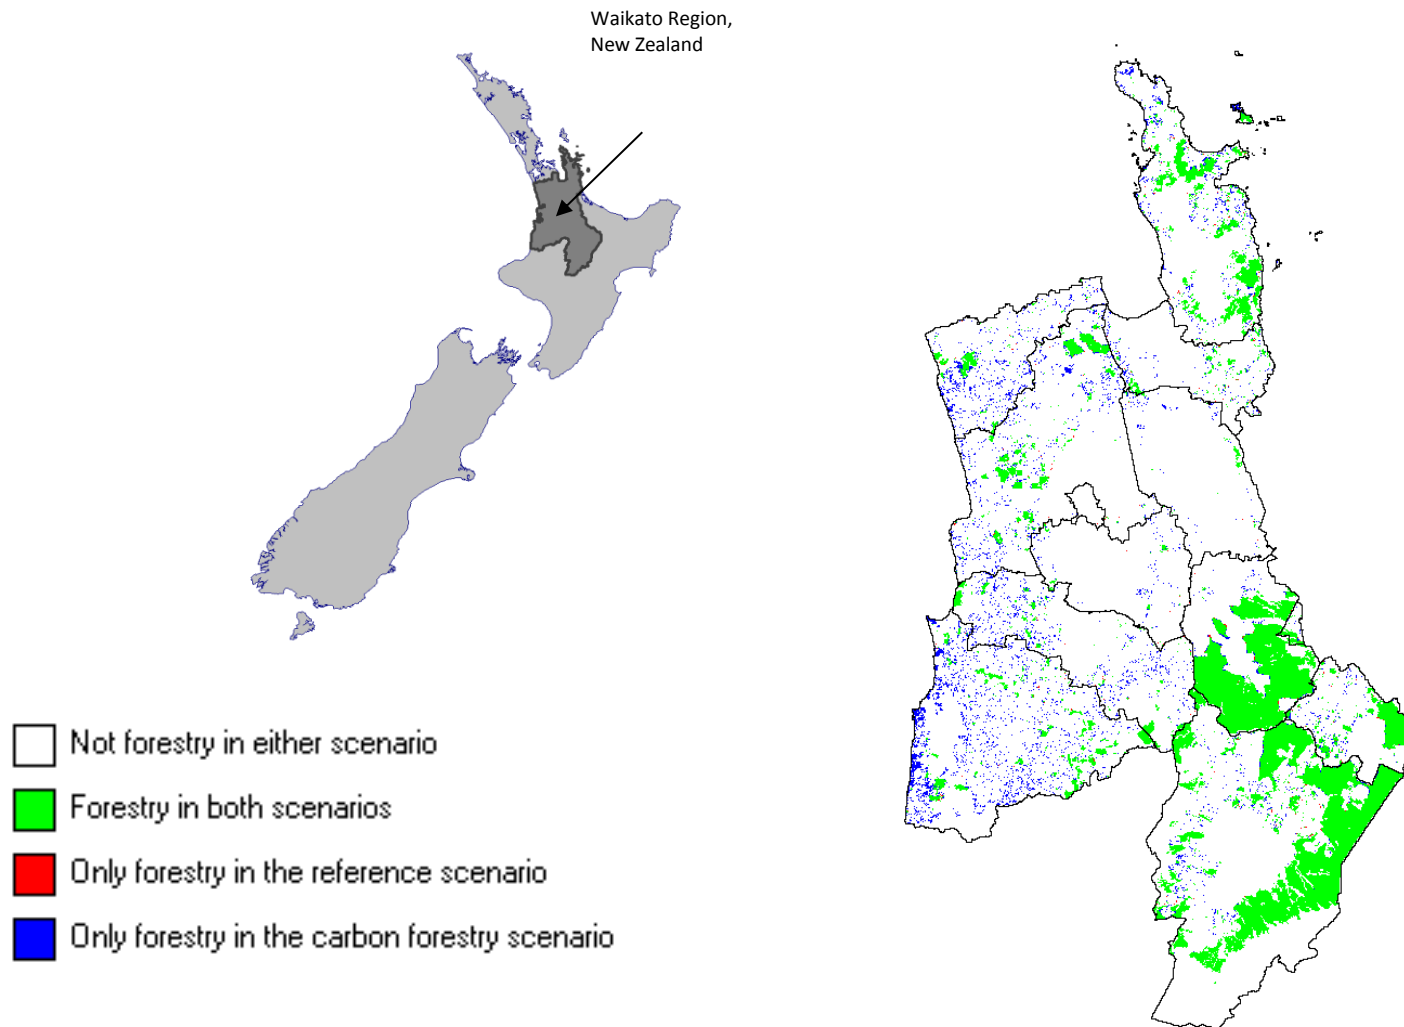 Waikato Region,
New Zealand
Not forestry in either scenario
Forestry in both scenarios
Only forestry in the reference scenario
Only forestry in the carbon forestry scenario